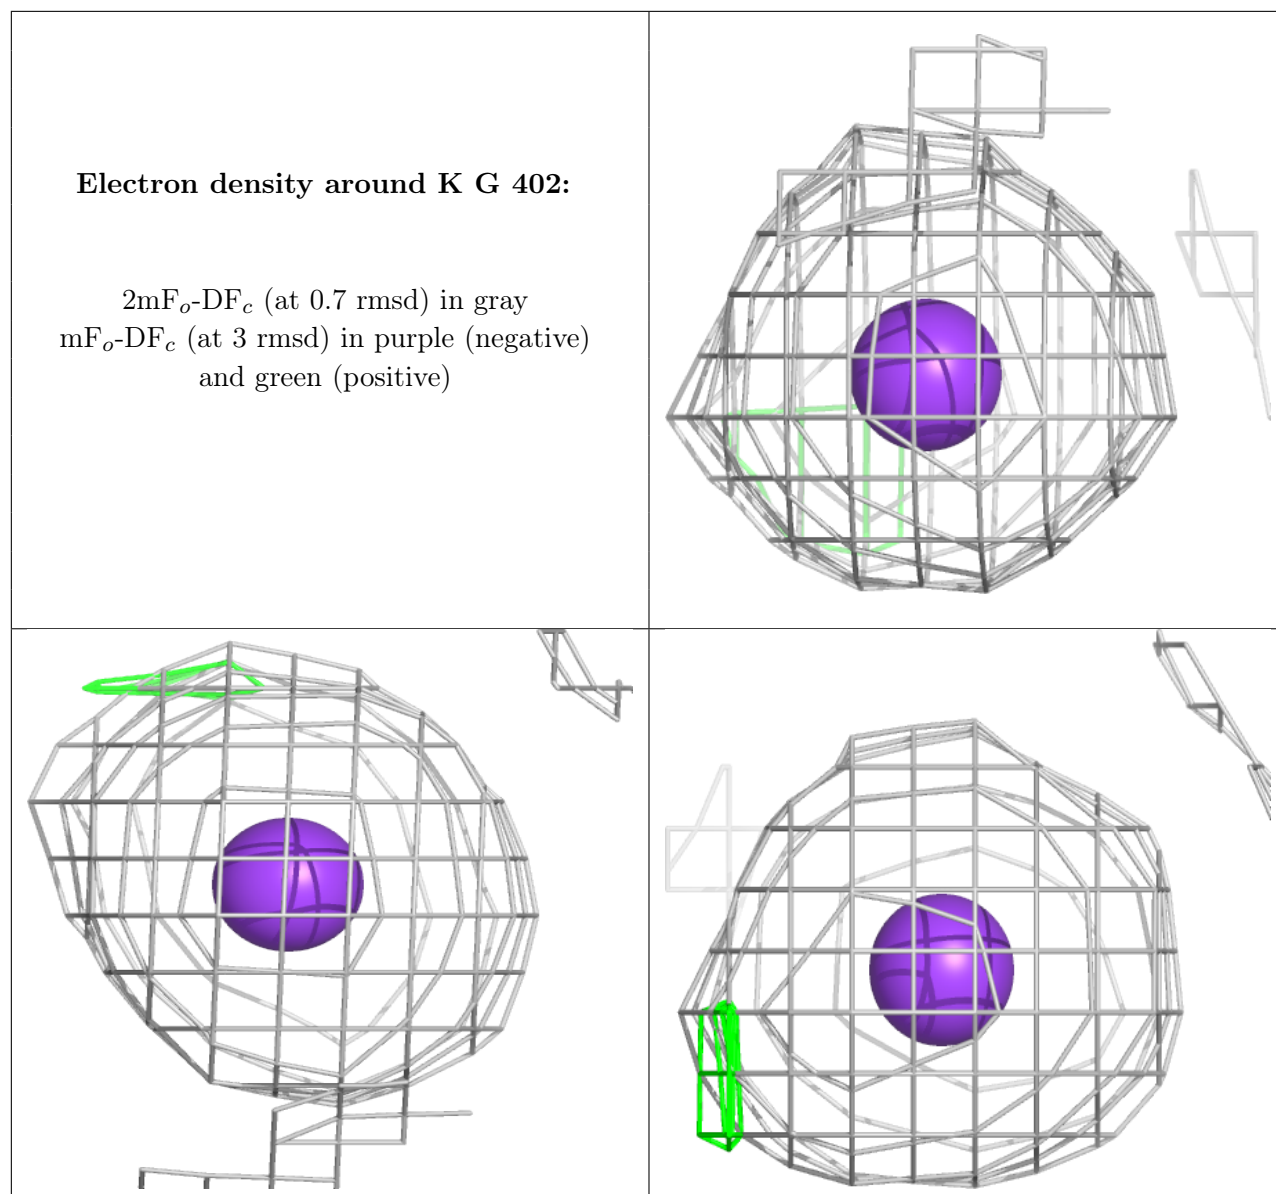 Electron density around K G 402:
2mFo-DFc (at 0.7 rmsd) in gray
mFo-DFc (at 3 rmsd) in purple (negative)
and green (positive)